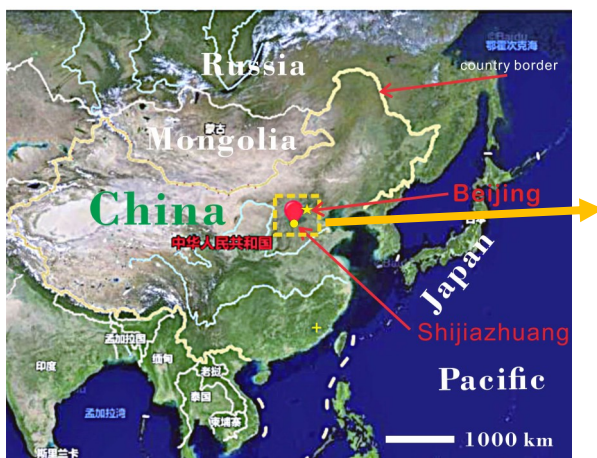 ©Baidu
鄂霍次克海
Russia
country border
Mongolia
蒙古
China
Beijing
中华人民共和国
日本
Japan
Shijiazhuang
孟加拉国
印度
缅甸
老挝
泰国
Pacific
孟加拉湾
柬埔寨
斯里兰卡
1000 km